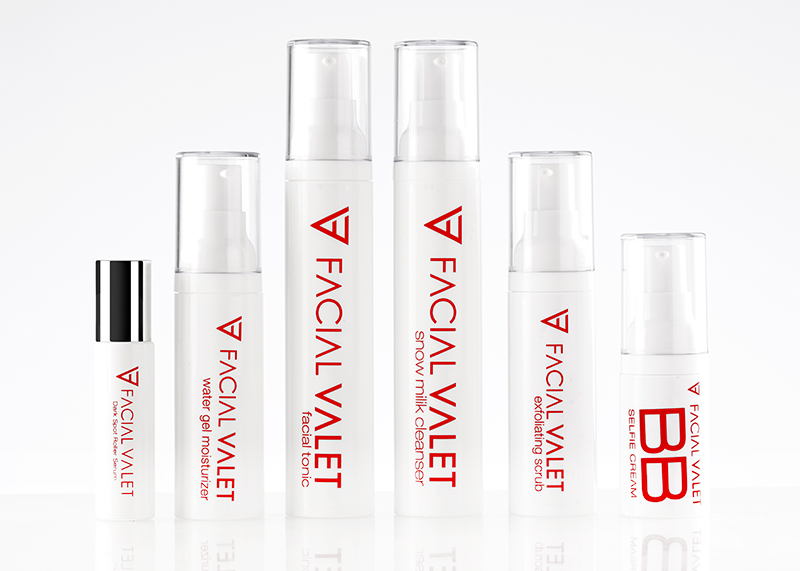 FACIAL VALET
Dark Spot Roller Serum
FACIAL VALET
water gel moisturizer
FACIAL VALET
facial tonic
FACIAL VALET
snow milik cleanser
FACIAL VALET
exfoliating scrub
FACIAL VALET
BB
SELFIE CREAM